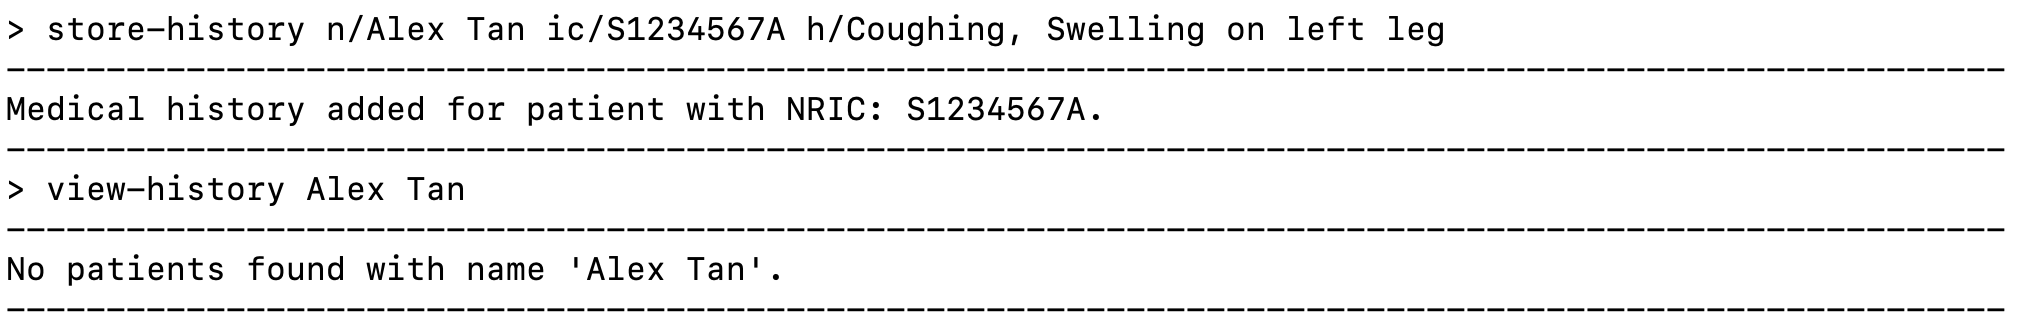 > store-history n/Alex Tan ic/S1234567A h/Coughing, Swelling on left leg
----------------------------------------------------------------------------------------------------
Medical history added for patient with NRIC: S1234567A.
----------------------------------------------------------------------------------------------------
> view-history Alex Tan
----------------------------------------------------------------------------------------------------
No patients found with name 'Alex Tan'.
----------------------------------------------------------------------------------------------------